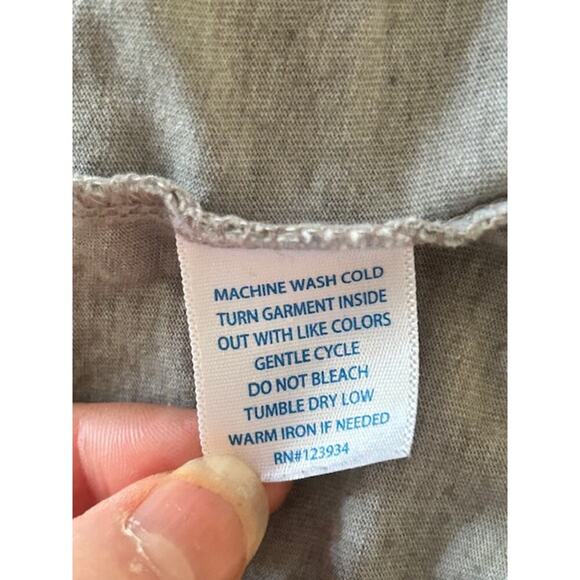 MACHINE WASH COLD
TURN GARMENT INSIDE
OUT WITH LIKE COLORS
GENTLE CYCLE
DO NOT BLEACH
TUMBLE DRY LOW
WARM IRON IF NEEDED
RN#123934